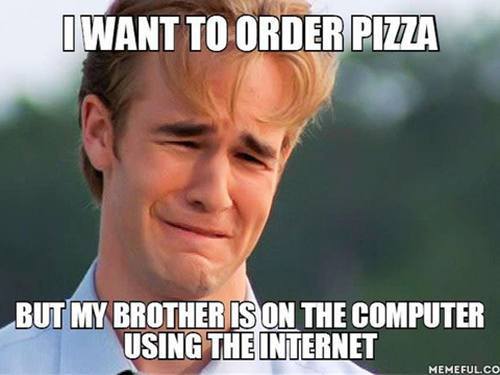 I WANT TO ORDER PIZZA
BUT MY BROTHER IS ON THE COMPUTER
USING THE INTERNET
MEMEFUL.CO